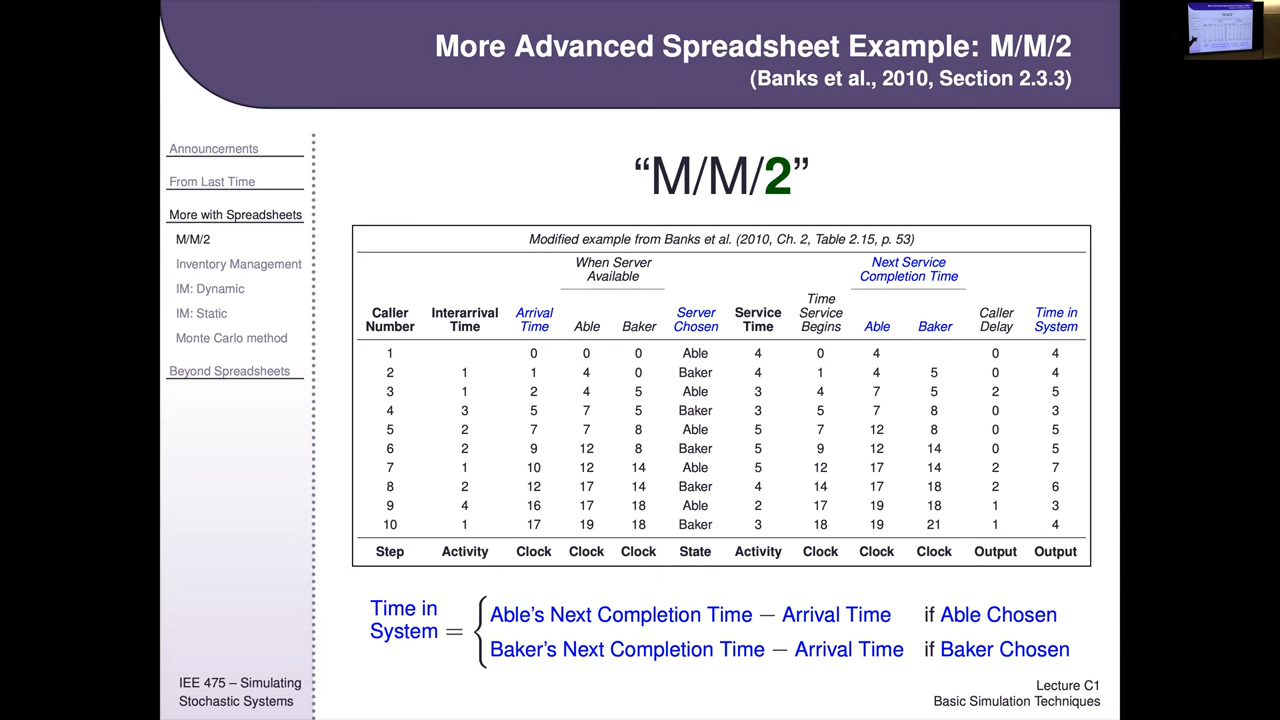 More Advanced Spreadsheet Example: M/M/2
(Banks et al., 2010, Section 2.3.3)
Announcements
From Last Time
More with Spreadsheets
M/M/2
Inventory Management
IM: Dynamic
IM: Static
Monte Carlo method
Beyond Spreadsheets
“M/M/2”
Modified example from Banks et al. (2010, Ch. 2, Table 2.15, p. 53)
When Server Available
Next Service Completion Time
Caller Number Interarrival Time Arrival Time Able Baker Server Chosen Service Time Time Service Begins Able Baker Caller Delay Time in System
1 0 0 0 Able 4 0 4 0 4
2 1 1 4 0 Baker 4 1 4 5 0 4
3 1 2 4 5 Able 3 4 7 5 2 5
4 3 5 7 5 Baker 3 5 7 8 0 3
5 2 7 7 8 Able 5 7 12 8 0 5
6 2 9 12 8 Baker 5 9 12 14 0 5
7 1 10 12 14 Able 5 12 17 14 2 7
8 2 12 17 14 Baker 4 14 17 18 2 6
9 4 16 17 18 Able 2 17 19 18 1 3
10 1 17 19 18 Baker 3 18 19 21 1 4
Step Activity Clock Clock Clock State Activity Clock Clock Clock Output Output
Time in System = { Able’s Next Completion Time − Arrival Time if Able Chosen
Baker’s Next Completion Time − Arrival Time if Baker Chosen
IEE 475 – Simulating
Stochastic Systems
Lecture C1
Basic Simulation Techniques